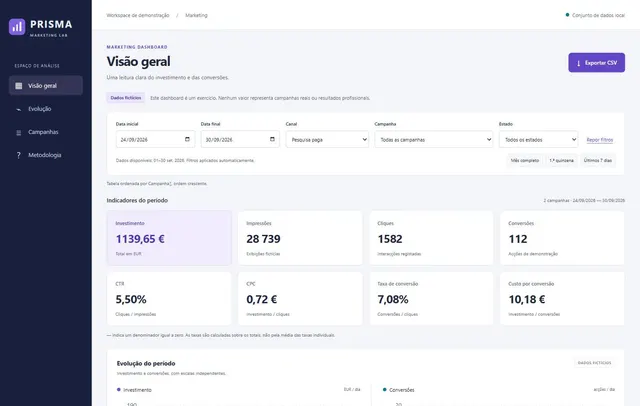 PRISMA
MARKETING LAB
ESPAÇO DE ANÁLISE
Visão geral
Evolução
Campanhas
Metodologia
Workspace de demonstração / Marketing
Conjunto de dados local
MARKETING DASHBOARD
Visão geral
Uma leitura clara do investimento e das conversões.
Exportar CSV
Dados fictícios
Este dashboard é um exercício. Nenhum valor representa campanhas reais ou resultados profissionais.
Data inicial
Data final
Canal
Campanha
Estado
24/09/2026
30/09/2026
Pesquisa paga
Todas as campanhas
Todos os estados
Repor filtros
Dados disponíveis: 01–30 set. 2026. Filtros aplicados automaticamente.
Mês completo
1.ª quinzena
Últimos 7 dias
Tabela ordenada por Campanha, ordem crescente.
Indicadores do período
24/09/2026 — 30/09/2026
Investimento
1139,65 €
Total em EUR
Impressões
28 739
Exibições fictícias
Cliques
1582
Interacções registadas
Conversões
112
Acções de demonstração
CTR
5,50%
Cliques / impressões
CPC
0,72 €
Investimento / cliques
Taxa de conversão
7,08%
Conversões / cliques
Custo por conversão
10,18 €
Investimento / conversões
— indica um denominador igual a zero. As taxas são calculadas sobre os totais, não pela média das taxas individuais.
Evolução do período
DADOS FICTÍCIOS
Investimento e conversões, com escalas independentes.
Investimento
EUR / dia
Conversões
acções / dia
190
20